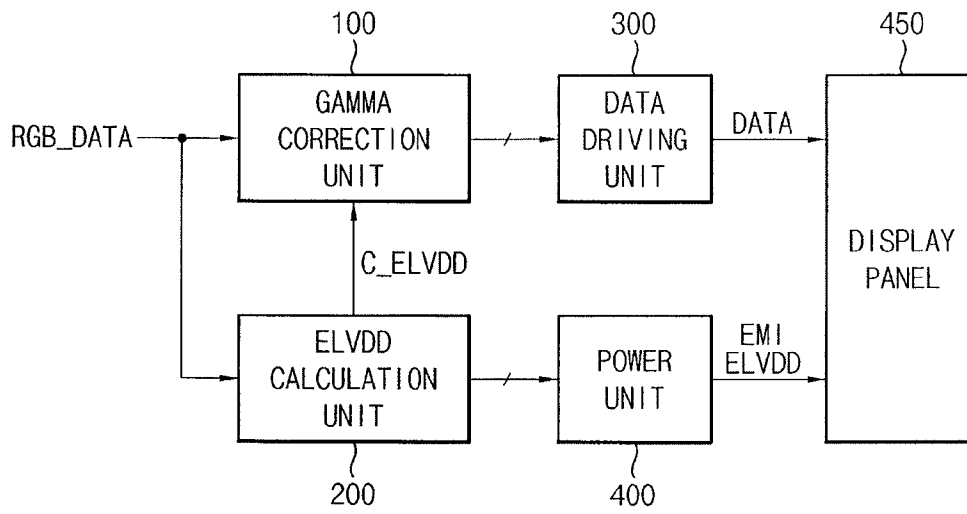 100
300
450
RGB_DATA
GAMMA
CORRECTION
UNIT
DATA
DRIVING
UNIT
DATA
C_ELVDD
DISPLAY
PANEL
ELVDD
CALCULATION
UNIT
POWER
UNIT
EMI
ELVDD
200
400